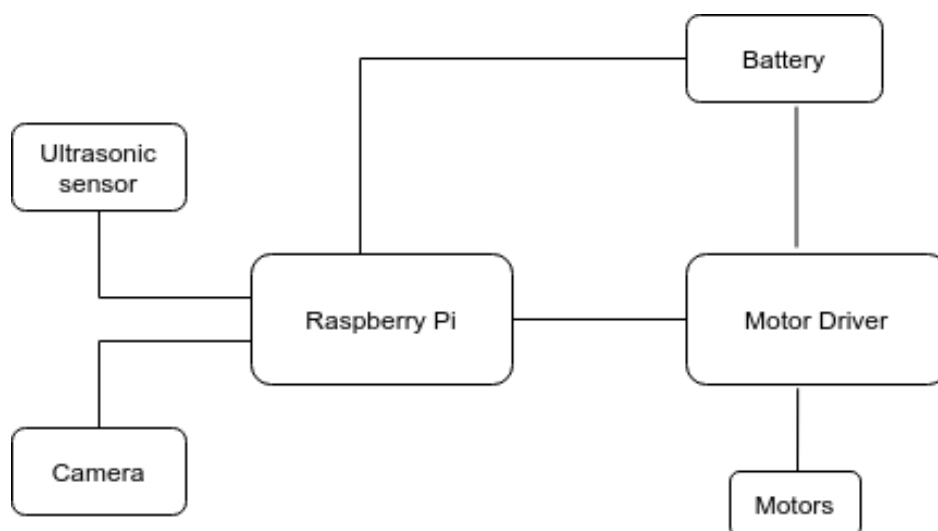 Battery
Ultrasonic
sensor
Raspberry Pi
Motor Driver
Camera
Motors